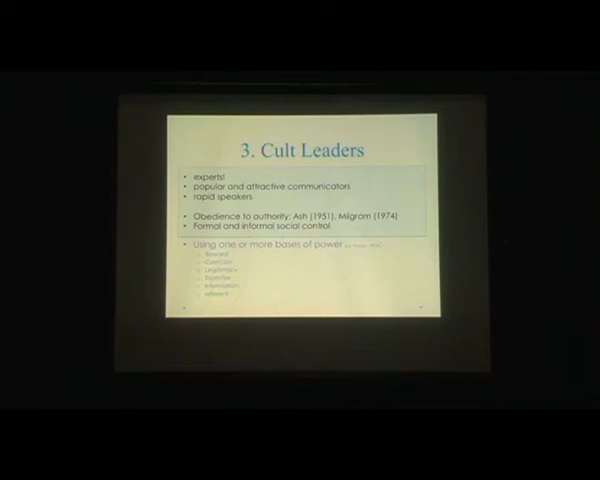 3. Cult Leaders
• experts!
• popular and attractive communicators
• rapid speakers
• Obedience to authority: Ash (1951), Milgrom (1974)
• Formal and informal social control
• Using one or more bases of power
Reward
Coercion
Legitimacy
Expertise
Information
referent